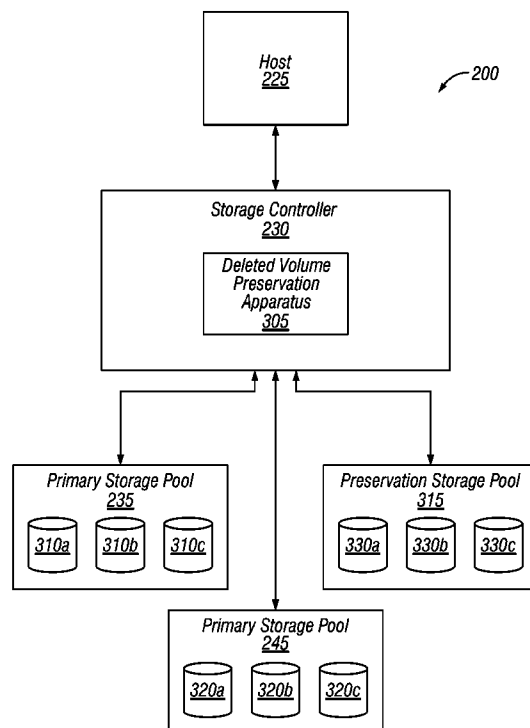 Host
225
200
Storage Controller
230
Deleted Volume
Preservation
Apparatus
305
Primary Storage Pool
235
310a 310b 310c
Preservation Storage Pool
315
330a 330b 330c
Primary Storage Pool
245
320a 320b 320c